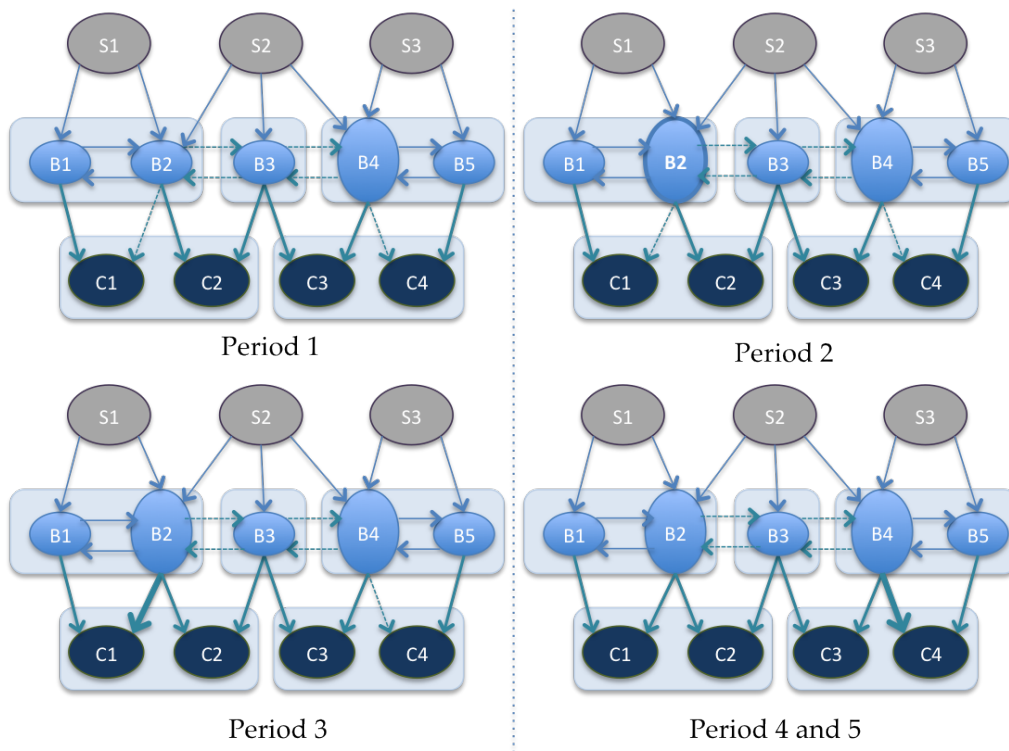 S1 S2 S3
B1 B2 B3 B4 B5
C1 C2 C3 C4
Period 1
S1 S2 S3
B1 B2 B3 B4 B5
C1 C2 C3 C4
Period 2
S1 S2 S3
B1 B2 B3 B4 B5
C1 C2 C3 C4
Period 3
S1 S2 S3
B1 B2 B3 B4 B5
C1 C2 C3 C4
Period 4 and 5